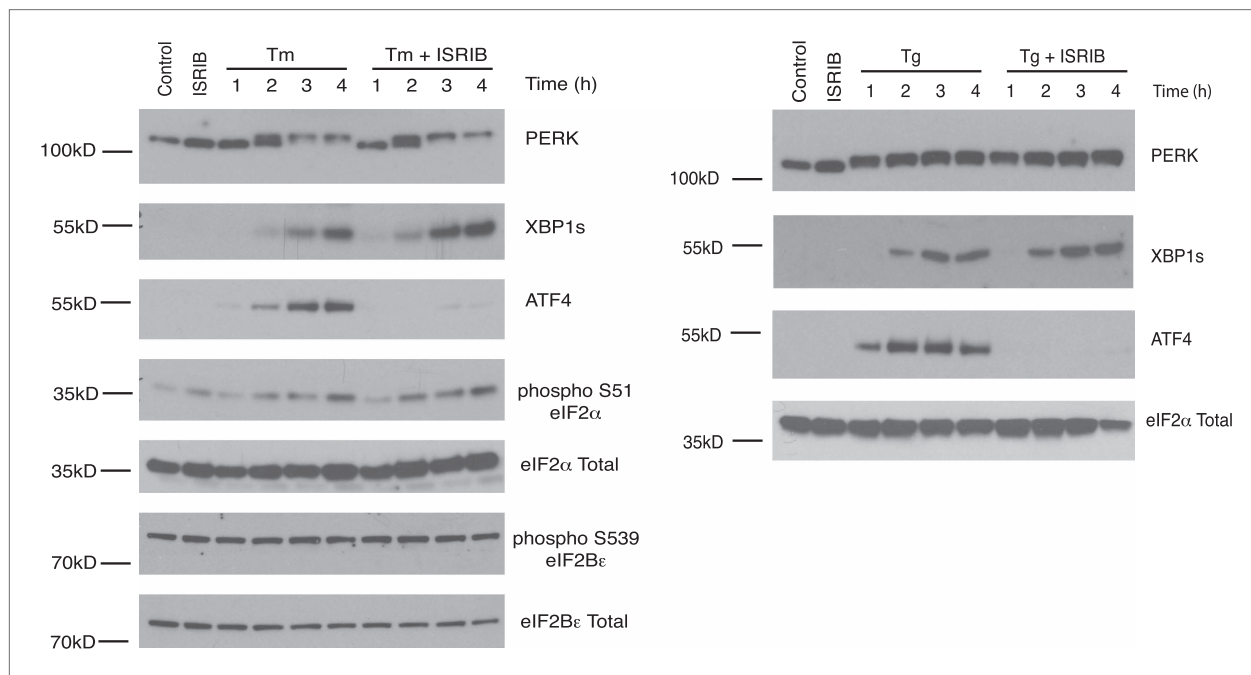 Control
ISRIB
Tm
Tm + ISRIB
1 2 3 4 1 2 3 4 Time (h)
100kD PERK
55kD XBP1s
55kD ATF4
35kD phospho S51
eIF2α
35kD eIF2α Total
phospho S539
70kD eIF2Bε
eIF2Bε Total
70kD
Control
ISRIB
Tg
Tg + ISRIB
1 2 3 4 1 2 3 4 Time (h)
PERK
100kD
55kD XBP1s
55kD ATF4
eIF2α Total
35kD